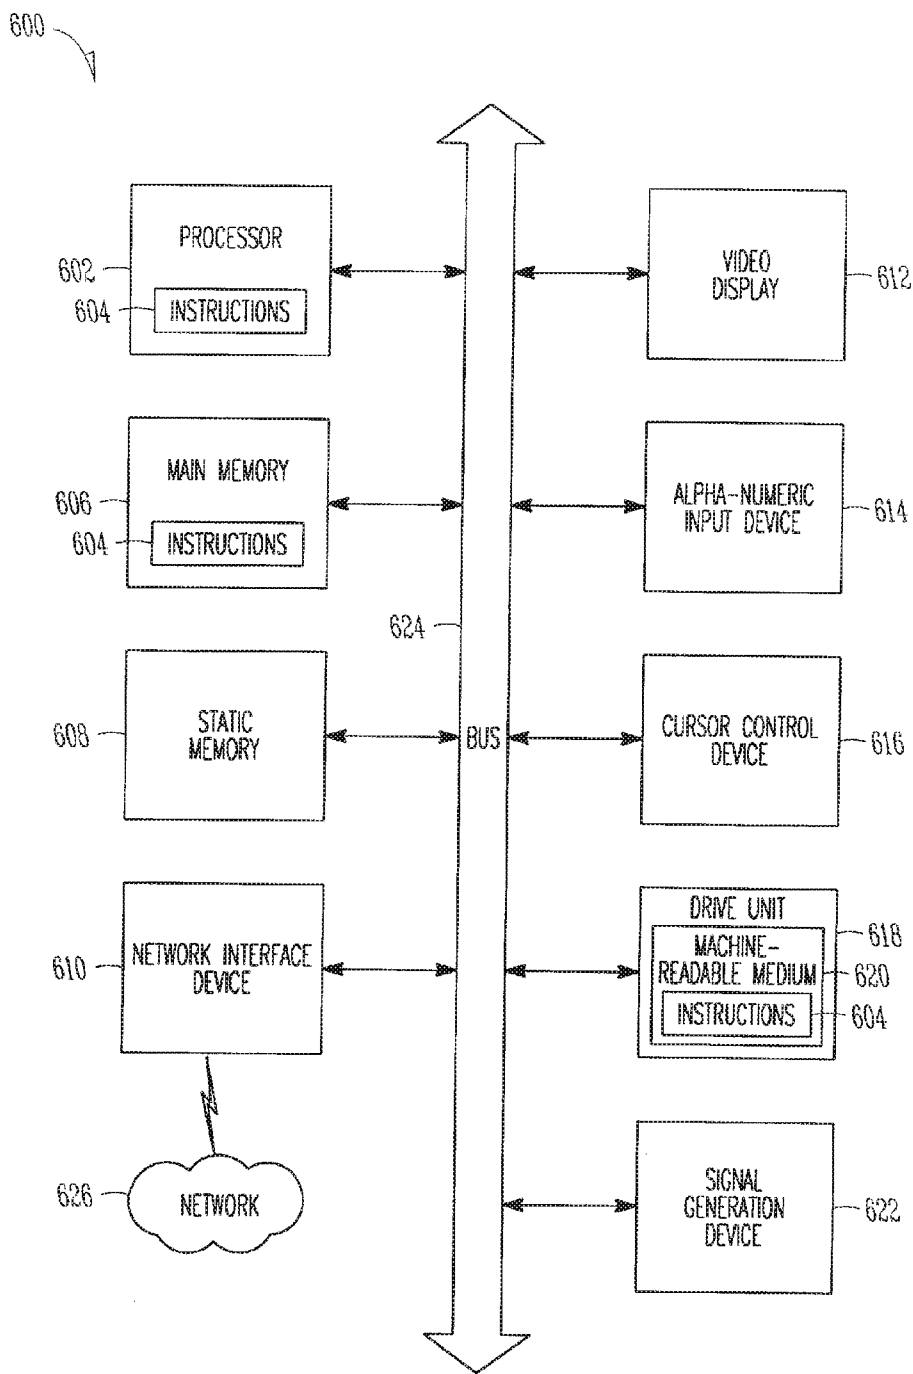 600
PROCESSOR
602
604
INSTRUCTIONS
MAIN MEMORY
606
604
INSTRUCTIONS
624
STATIC
MEMORY
608
BUS
NETWORK INTERFACE
DEVICE
610
626
NETWORK
VIDEO
DISPLAY
612
ALPHA-NUMERIC
INPUT DEVICE
614
CURSOR CONTROL
DEVICE
616
DRIVE UNIT
618
MACHINE-
READABLE MEDIUM
620
INSTRUCTIONS
604
SIGNAL
GENERATION
DEVICE
622